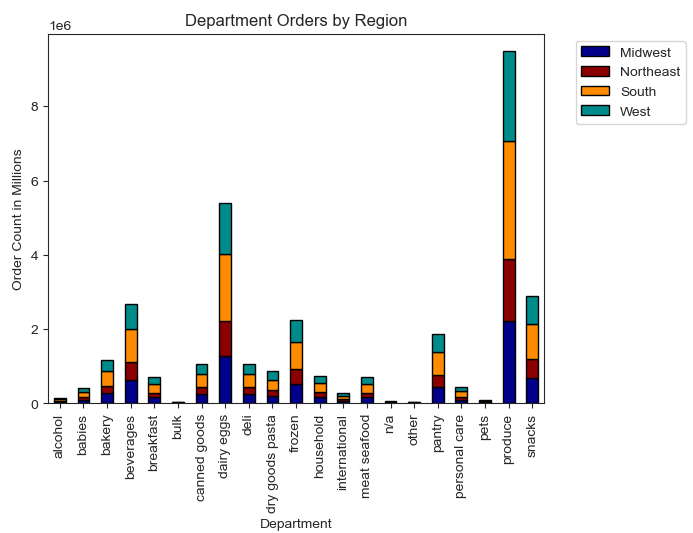 Department Orders by Region
1e6
Midwest
Northeast
South
West
Order Count in Millions
8
6
4
2
0
alcohol
babies
bakery
beverages
breakfast
bulk
canned goods
dairy eggs
deli
dry goods pasta
frozen
household
international
meat seafood
n/a
other
pantry
personal care
pets
produce
snacks
Department